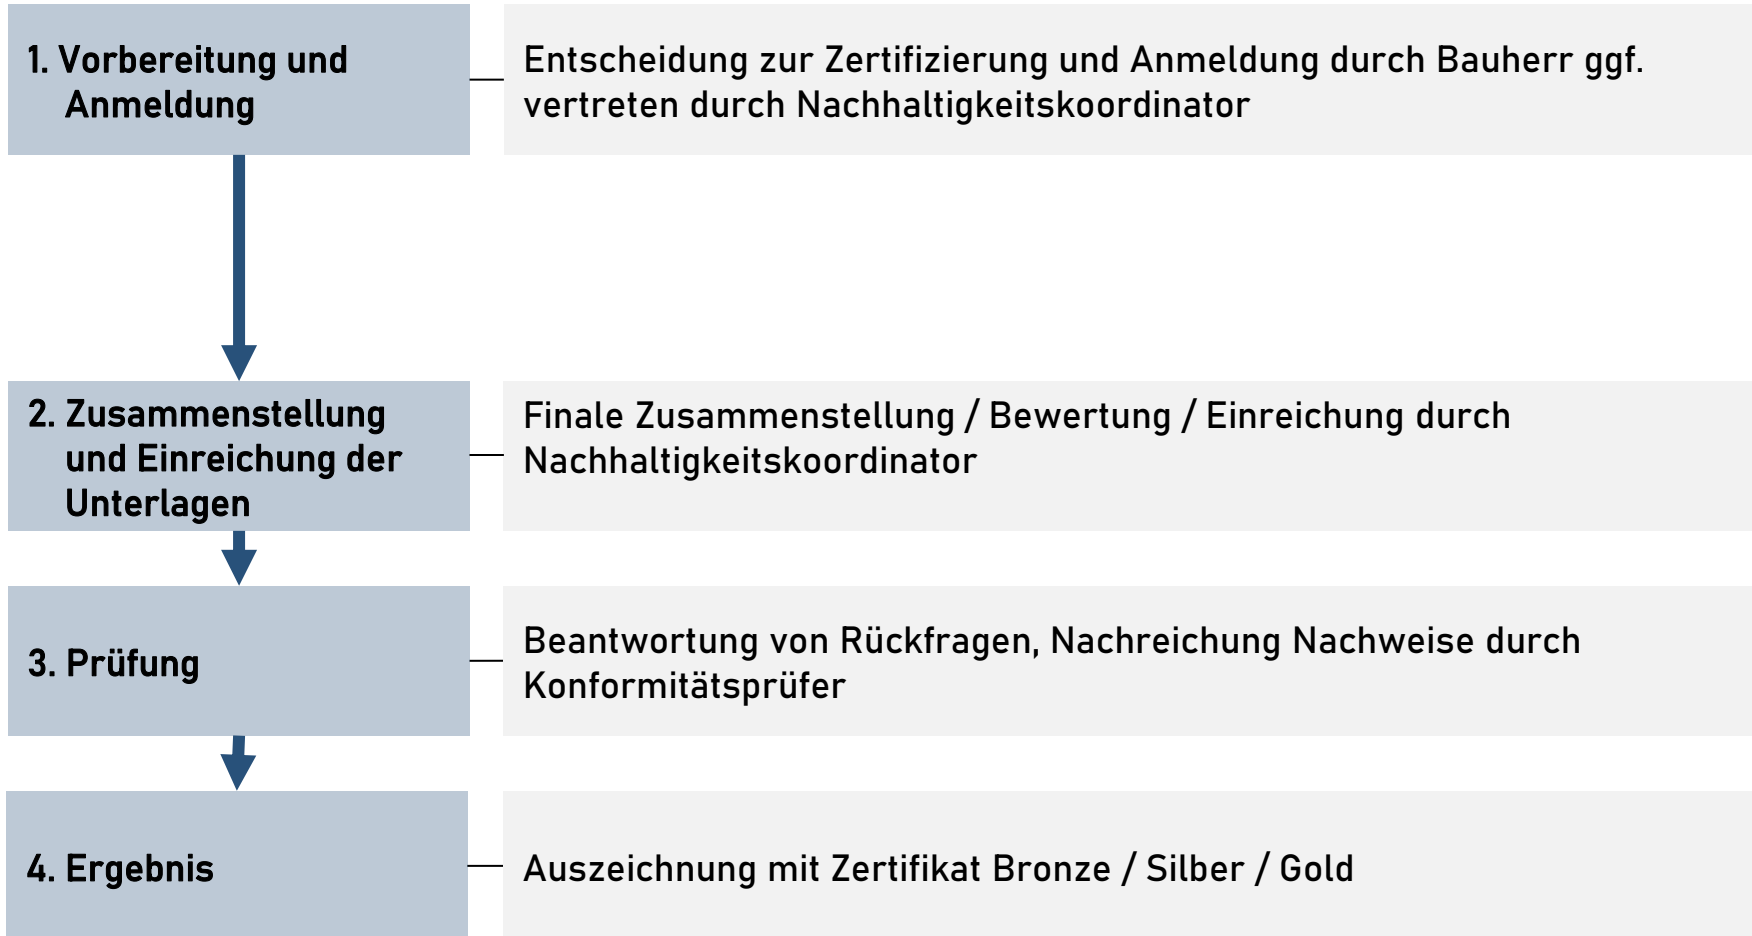 1. Vorbereitung und
Anmeldung
Entscheidung zur Zertifizierung und Anmeldung durch Bauherr ggf.
vertreten durch Nachhaltigkeitskoordinator
2. Zusammenstellung
und Einreichung der
Unterlagen
Finale Zusammenstellung / Bewertung / Einreichung durch
Nachhaltigkeitskoordinator
3. Prüfung
Beantwortung von Rückfragen, Nachreichung Nachweise durch
Konformitätsprüfer
4. Ergebnis
Auszeichnung mit Zertifikat Bronze / Silber / Gold